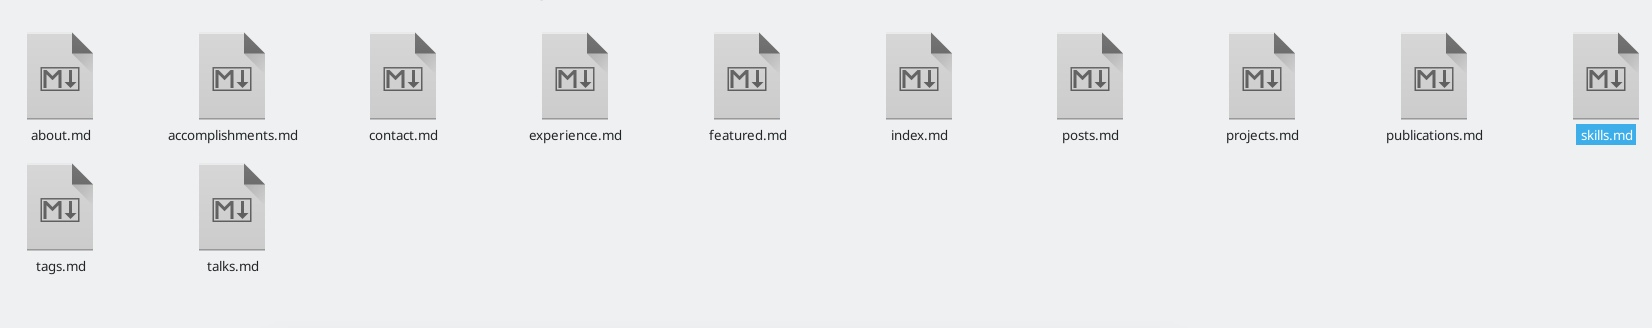 about.md
accomplishments.md
contact.md
experience.md
featured.md
index.md
posts.md
projects.md
publications.md
skills.md
tags.md
talks.md